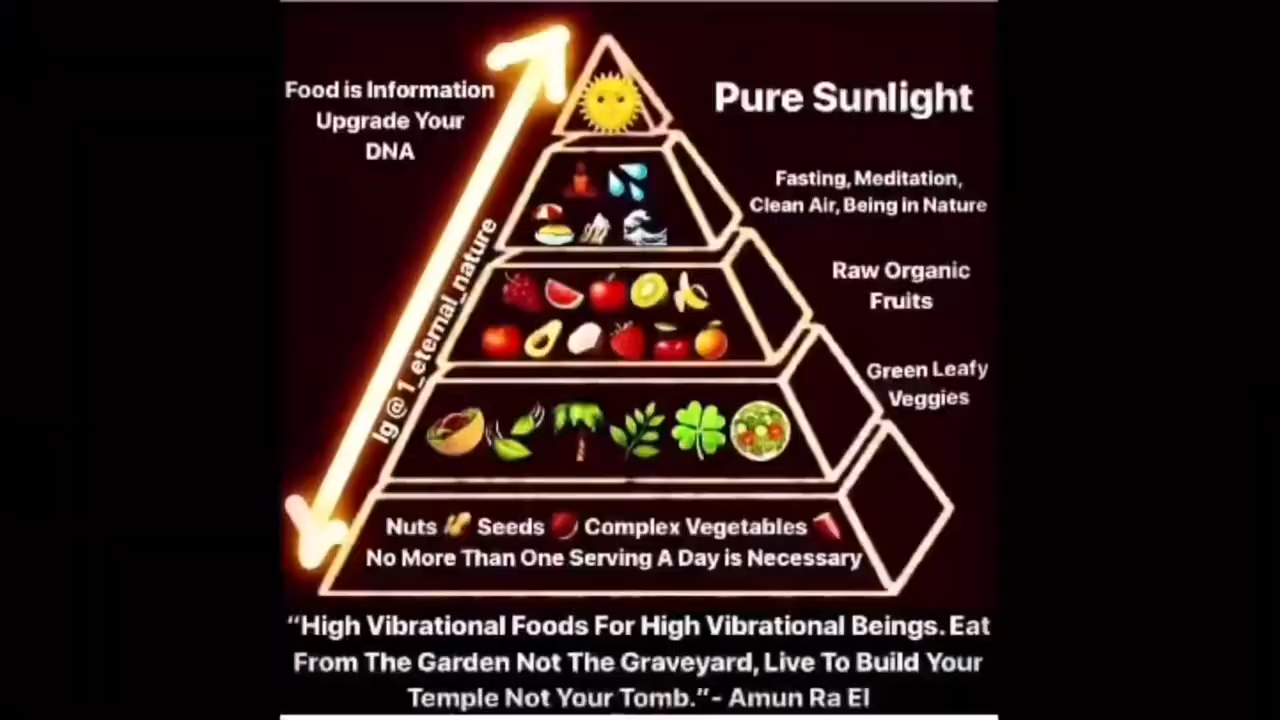 Food is Information
Upgrade Your
DNA
Pure Sunlight
Fasting, Meditation,
Clean Air, Being in Nature
Ig @ 1_eternal_nature
Raw Organic
Fruits
Green Leafy
Veggies
Nuts Seeds Complex Vegetables
No More Than One Serving A Day is Necessary
“High Vibrational Foods For High Vibrational Beings. Eat
From The Garden Not The Graveyard, Live To Build Your
Temple Not Your Tomb.”- Amun Ra El